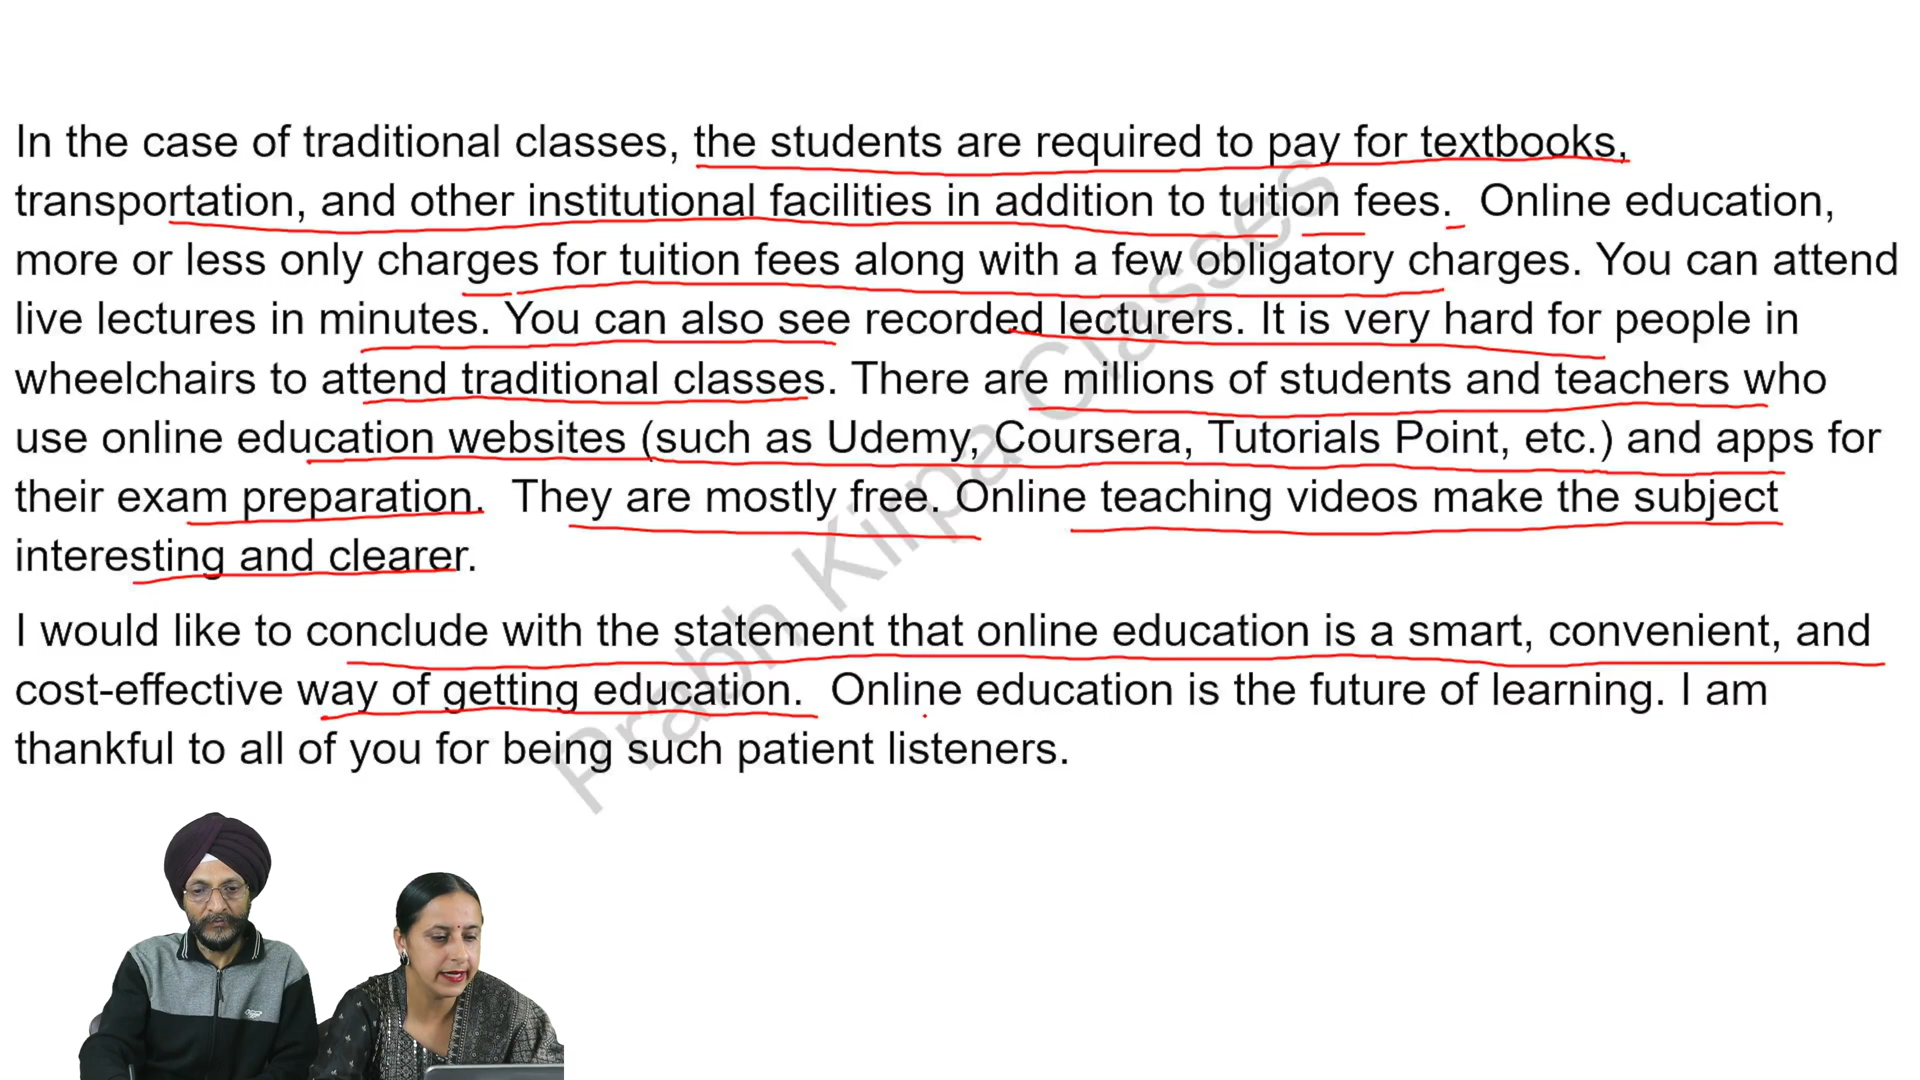 In the case of traditional classes, the students are required to pay for textbooks,
transportation, and other institutional facilities in addition to tuition fees.  Online education,
more or less only charges for tuition fees along with a few obligatory charges. You can attend
live lectures in minutes. You can also see recorded lecturers. It is very hard for people in
wheelchairs to attend traditional classes. There are millions of students and teachers who
use online education websites (such as Udemy, Coursera, Tutorials Point, etc.) and apps for
their exam preparation.  They are mostly free. Online teaching videos make the subject
interesting and clearer.
I would like to conclude with the statement that online education is a smart, convenient, and
cost-effective way of getting education.  Online education is the future of learning. I am
thankful to all of you for being such patient listeners.
Prabh Kirpa Classes